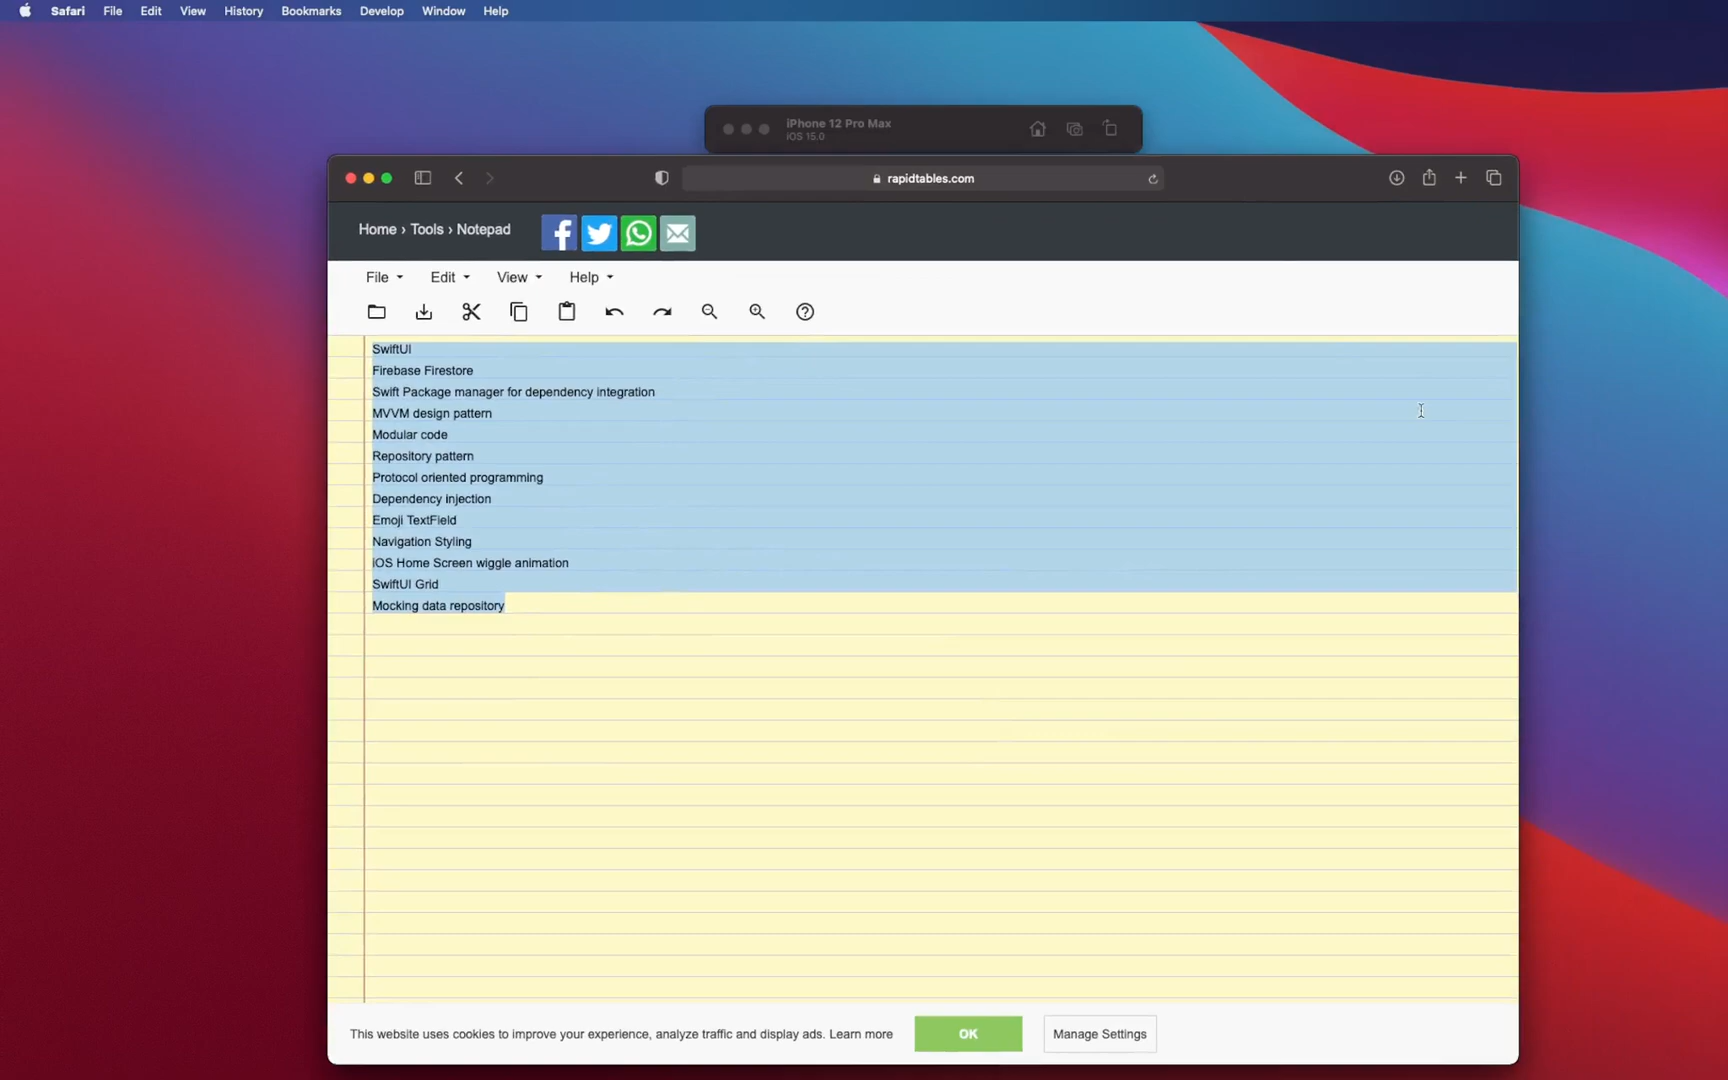 Safari File Edit View History Bookmarks Develop Window Help
iPhone 12 Pro Max
iOS 15.0
rapidtables.com
Home › Tools › Notepad
File Edit View Help
SwiftUI
Firebase Firestore
Swift Package manager for dependency integration
MVVM design pattern
Modular code
Repository pattern
Protocol oriented programming
Dependency injection
Emoji TextField
Navigation Styling
iOS Home Screen wiggle animation
SwiftUI Grid
Mocking data repository
This website uses cookies to improve your experience, analyze traffic and display ads. Learn more OK Manage Settings